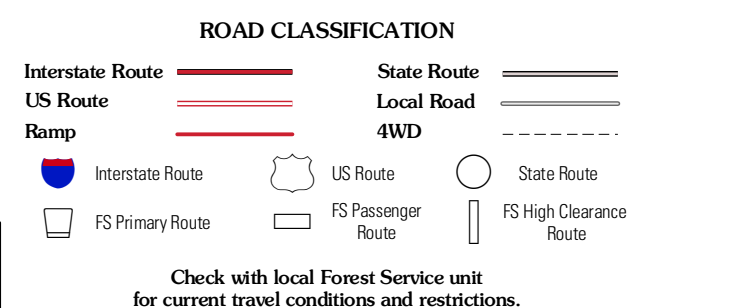 ROAD CLASSIFICATION
Interstate Route
State Route
US Route
Local Road
Ramp
4WD
Interstate Route
US Route
State Route
FS Primary Route
FS Passenger
Route
FS High Clearance
Route
Check with local Forest Service unit
for current travel conditions and restrictions.